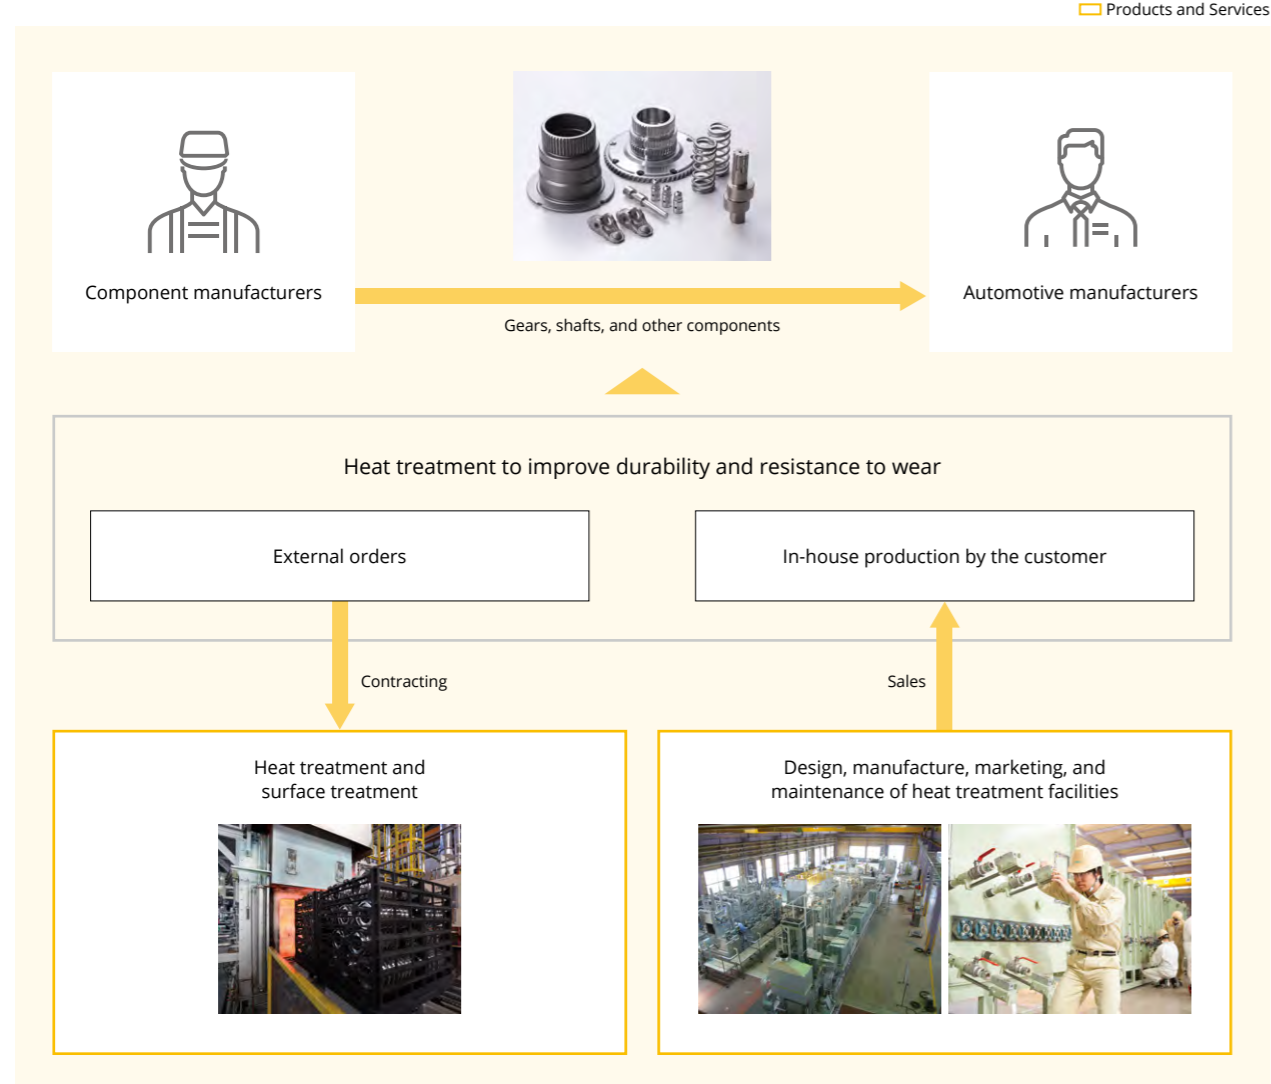 Products and Services
Component manufacturers
Automotive manufacturers
Gears, shafts, and other components
Heat treatment to improve durability and resistance to wear
External orders
In-house production by the customer
Contracting
Sales
Heat treatment and
surface treatment
Design, manufacture, marketing, and
maintenance of heat treatment facilities